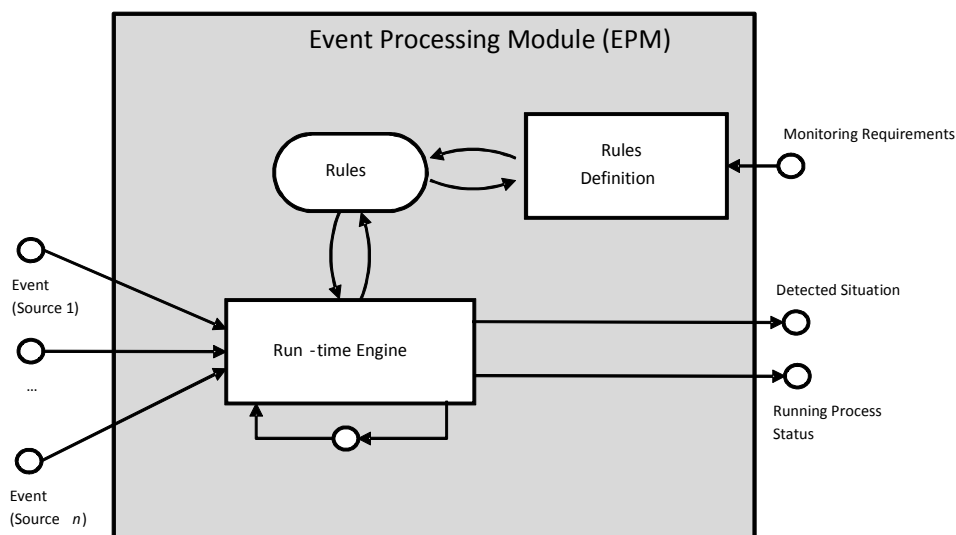 Event Processing Module (EPM)
Rules
Rules
Definition
Monitoring Requirements
Event
(Source 1)
...
Event
(Source n)
Run -time Engine
Detected Situation
Running Process
Status